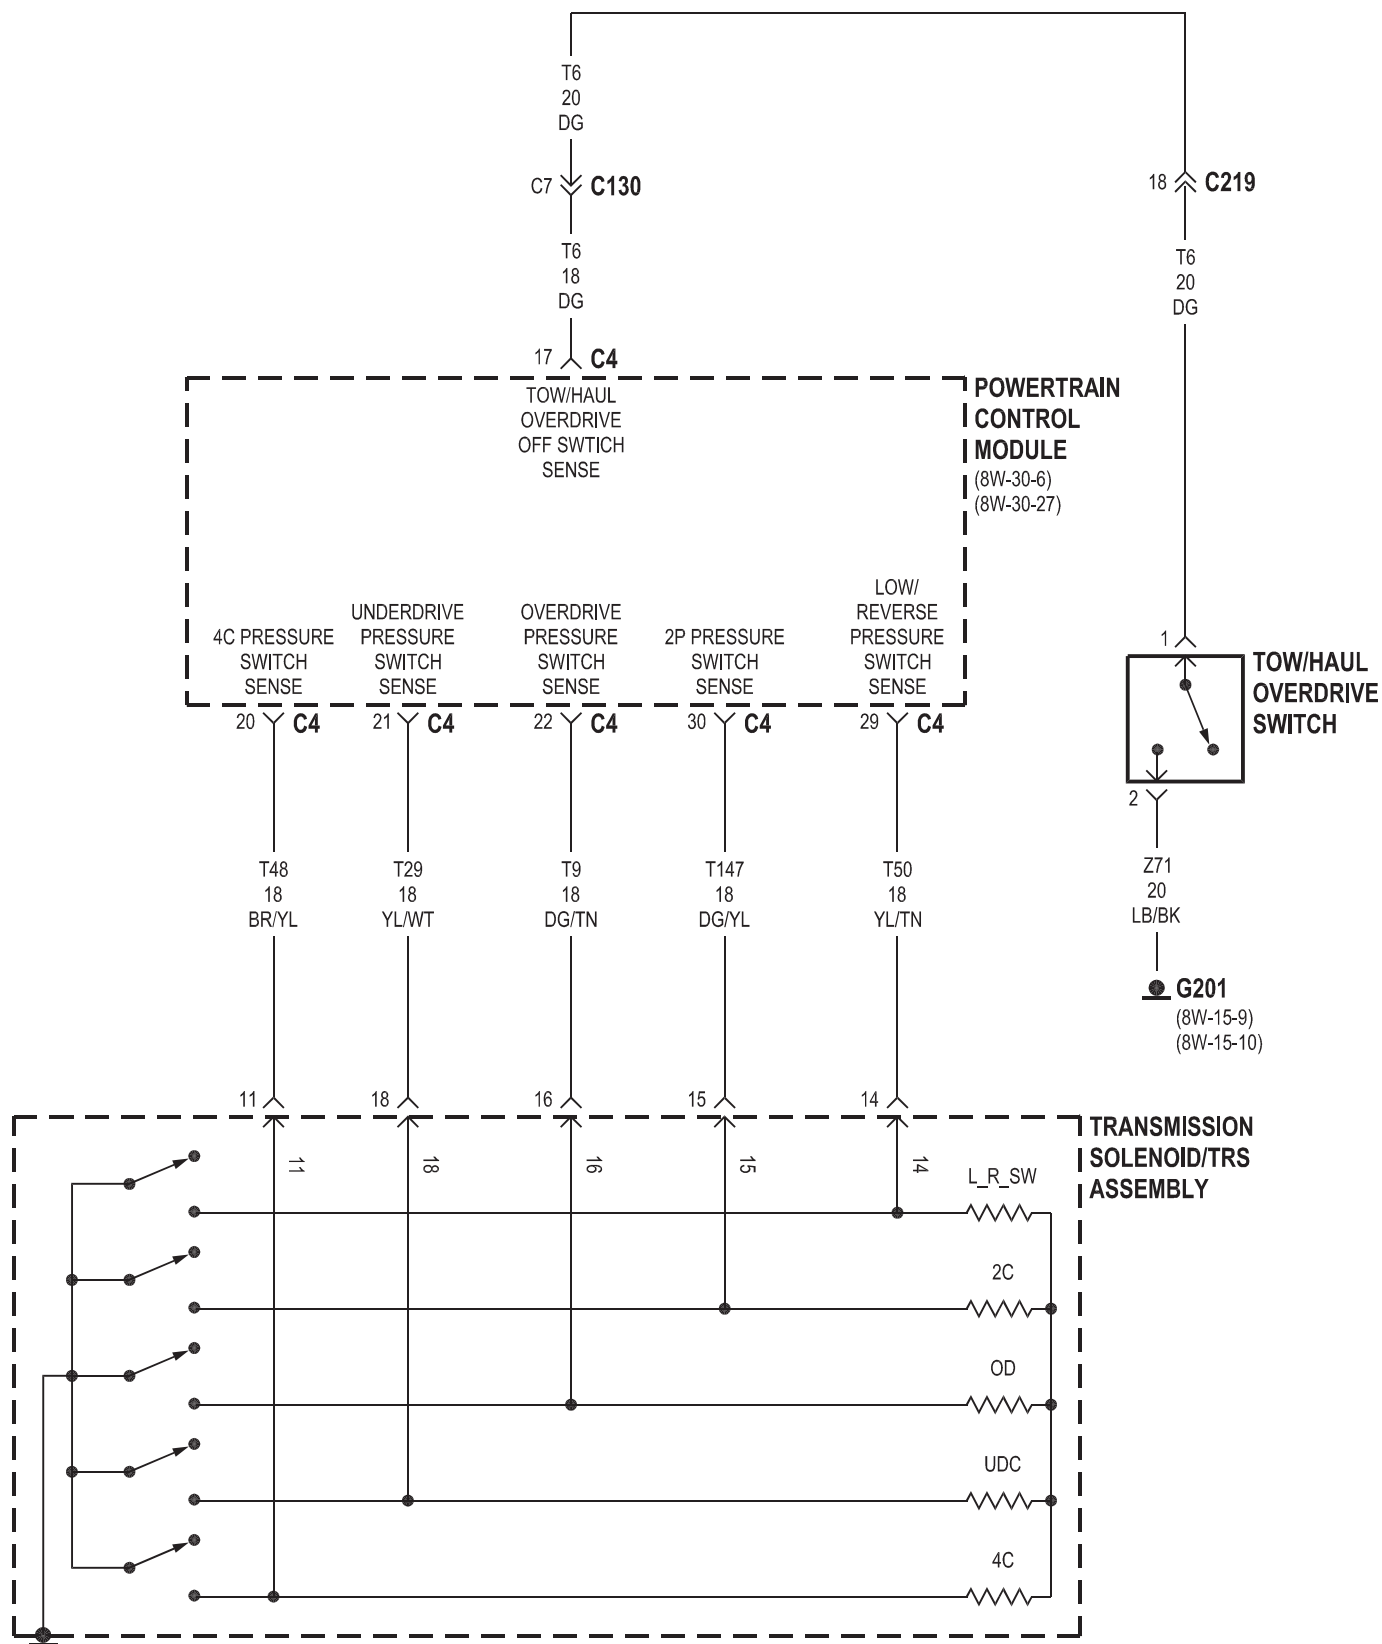 T6
20
DG
C7 C130
18 C219
T6
18
DG
T6
20
DG
17 C4
TOW/HAUL
OVERDRIVE
OFF SWTICH
SENSE
POWERTRAIN
CONTROL
MODULE
(8W-30-6)
(8W-30-27)
4C PRESSURE
SWITCH
SENSE
UNDERDRIVE
PRESSURE
SWITCH
SENSE
OVERDRIVE
PRESSURE
SWITCH
SENSE
2P PRESSURE
SWITCH
SENSE
LOW/
REVERSE
PRESSURE
SWITCH
SENSE
1
TOW/HAUL
OVERDRIVE
SWITCH
20 C4
21 C4
22 C4
30 C4
29 C4
2
T48
18
BR/YL
T29
18
YL/WT
T9
18
DG/TN
T147
18
DG/YL
T50
18
YL/TN
Z71
20
LB/BK
G201
(8W-15-9)
(8W-15-10)
11
18
16
15
14
TRANSMISSION
SOLENOID/TRS
ASSEMBLY
11
18
16
15
14
L_R_SW
2C
OD
UDC
4C